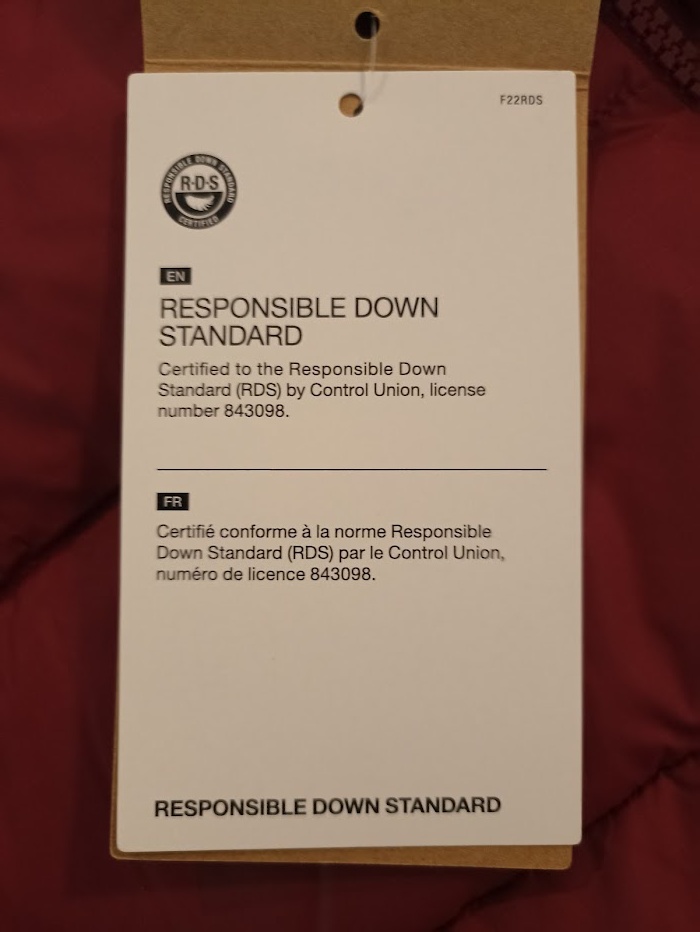 F22RDS
RESPONSIBLE DOWN STANDARD
R·D·S
CERTIFIED
EN
RESPONSIBLE DOWN
STANDARD
Certified to the Responsible Down
Standard (RDS) by Control Union, license
number 843098.
FR
Certifié conforme à la norme Responsible
Down Standard (RDS) par le Control Union,
numéro de licence 843098.
RESPONSIBLE DOWN STANDARD